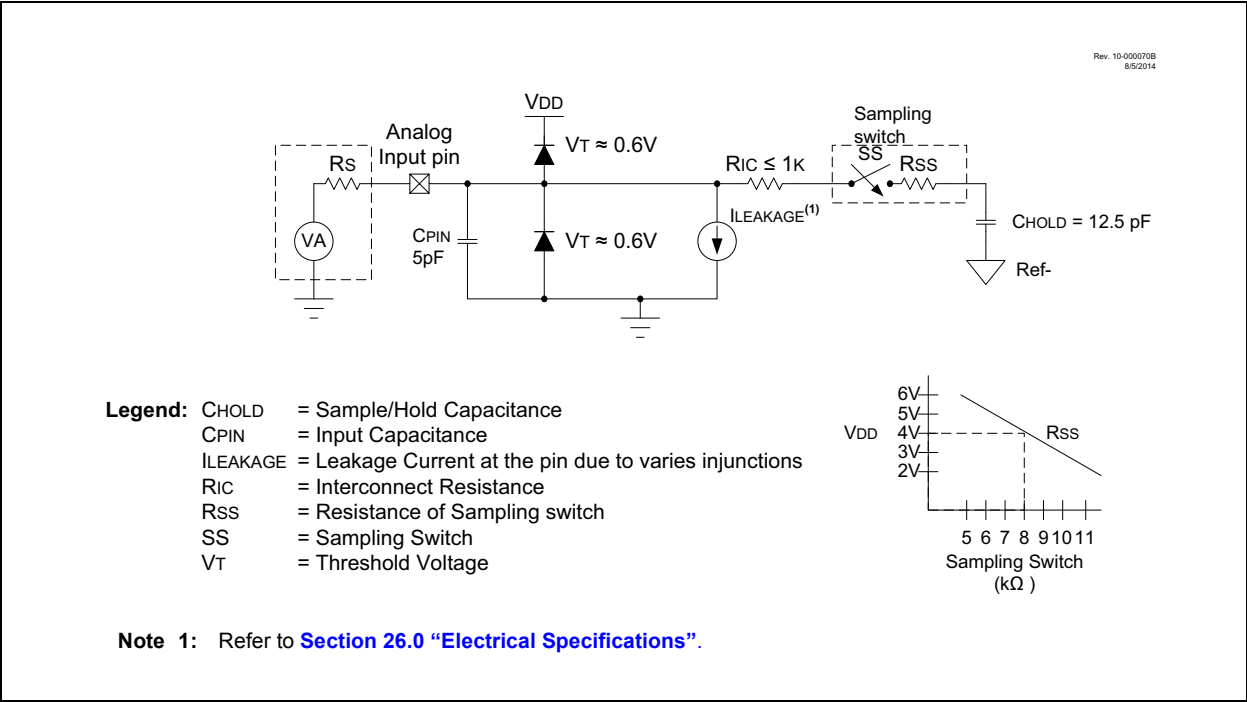 Rev. 10-000070B
8/5/2014
VDD
Analog
Input pin
VT ≈ 0.6V
Sampling
switch
SS
RS
RIC ≤ 1K
RSS
ILEAKAGE(1)
VA
CPIN
5pF
VT ≈ 0.6V
CHOLD = 12.5 pF
Ref-
Legend: CHOLD = Sample/Hold Capacitance
CPIN = Input Capacitance
ILEAKAGE = Leakage Current at the pin due to varies injunctions
RIC = Interconnect Resistance
RSS = Resistance of Sampling switch
SS = Sampling Switch
VT = Threshold Voltage
6V
5V
VDD 4V RSS
3V
2V
5 6 7 8 9 10 11
Sampling Switch
(kΩ )
Note 1: Refer to Section 26.0 “Electrical Specifications”.